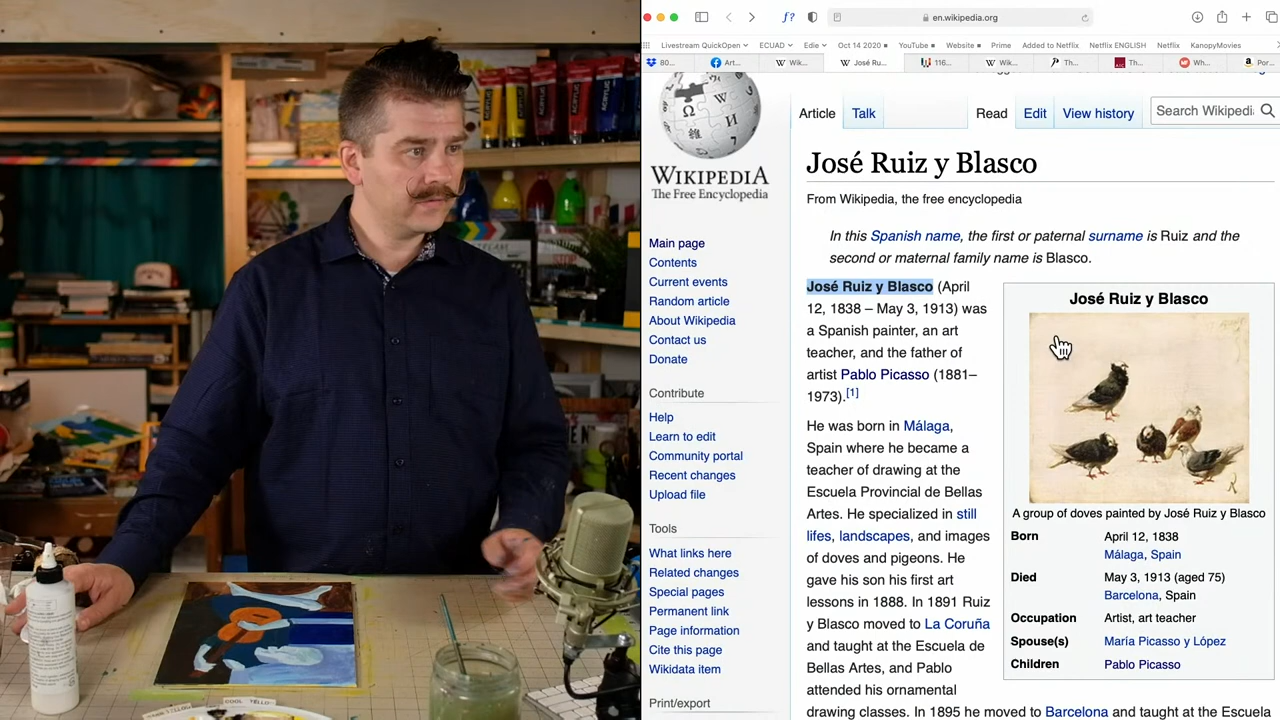 en.wikipedia.org
Livestream QuickOpen
ECUAD
Edie
Oct 14 2020
YouTube
Website
Prime
Added to Netflix
Netflix ENGLISH
Netflix
KanopyMovies
80...
Art...
Wik...
José Ru...
116...
Wik...
Th...
Th...
Wh...
Por...
WIKIPEDIA
The Free Encyclopedia
Article
Talk
Read
Edit
View history
Search Wikipedi
José Ruiz y Blasco
From Wikipedia, the free encyclopedia
In this Spanish name, the first or paternal surname is Ruiz and the
second or maternal family name is Blasco.
Main page
Contents
Current events
Random article
About Wikipedia
Contact us
Donate
Contribute
Help
Learn to edit
Community portal
Recent changes
Upload file
Tools
What links here
Related changes
Special pages
Permanent link
Page information
Cite this page
Wikidata item
Print/export
José Ruiz y Blasco (April
12, 1838 – May 3, 1913) was
a Spanish painter, an art
teacher, and the father of
artist Pablo Picasso (1881–
1973).[1]
He was born in Málaga,
Spain where he became a
teacher of drawing at the
Escuela Provincial de Bellas
Artes. He specialized in still
lifes, landscapes, and images
of doves and pigeons. He
gave his son his first art
lessons in 1888. In 1891 Ruiz
y Blasco moved to La Coruña
and taught at the Escuela de
Bellas Artes, and Pablo
attended his ornamental
drawing classes. In 1895 he moved to Barcelona and taught at the Escuela
José Ruiz y Blasco
A group of doves painted by José Ruiz y Blasco
Born April 12, 1838
Málaga, Spain
Died May 3, 1913 (aged 75)
Barcelona, Spain
Occupation Artist, art teacher
Spouse(s) María Picasso y López
Children Pablo Picasso